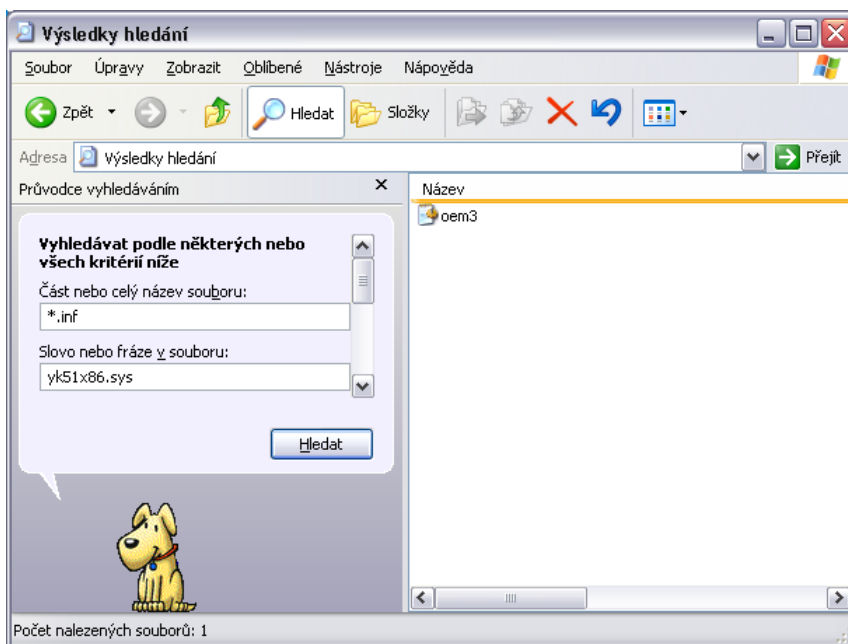 Výsledky hledání
Soubor Úpravy Zobrazit Oblíbené Nástroje Nápověda
Zpět Hledat Složky
Adresa Výsledky hledání Přejít
Průvodce vyhledáváním
Název
oem3
Vyhledávat podle některých nebo
všech kritérií níže
Část nebo celý název souboru:
*.inf
Slovo nebo fráze v souboru:
yk51x86.sys
Hledat
Počet nalezených souborů: 1